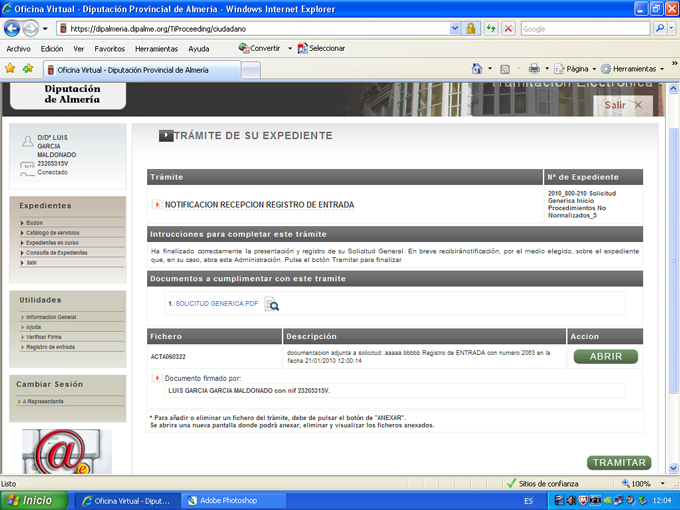 Oficina Virtual - Diputación Provincial de Almería - Windows Internet Explorer
https://dipalmeria.dipalme.org/TiProceeding/ciudadano
Google
Archivo Edición Ver Favoritos Herramientas Ayuda Convertir Seleccionar
Oficina Virtual - Diputación Provincial de Almería
Página Herramientas
Diputación
de Almería
Tramitación Electrónica
Salir
D/Dª LUIS
GARCIA
MALDONADO
23205315V
Conectado
Expedientes
Buzón
Catálogo de servicios
Expedientes en curso
Consulta de Expedientes
Salir
Utilidades
Información General
Ayuda
Verificar Firma
Registro de entrada
Cambiar Sesión
A Representante
TRÁMITE DE SU EXPEDIENTE
Trámite Nº de Expediente
NOTIFICACION RECEPCION REGISTRO DE ENTRADA
2010_800-210 Solicitud
Generica Inicio
Procedimientos No
Normalizados_5
Intrucciones para completar este trámite
Ha finalizado correctamente la presentación y registro de su Solicitud General. En breve recibiránotificación, por el medio elegido, sobre el expediente
que, en su caso, abra esta Administración. Pulse el botón Tramitar para finalizar
Documentos a cumplimentar con este tramite
1. SOLICITUD GENERICA.PDF
Fichero Descripción Accion
ACTA060322
documentacion adjunta a solicitud: aaaaa bbbbb Registro de ENTRADA con numero 2063 en la
fecha 21/01/2010 12:00:14
ABRIR
Documento firmado por:
LUIS GARCIA GARCIA MALDONADO con nif 23205315V.
* Para añadir o eliminar un fichero del trámite, debe de pulsar el botón de "ANEXAR".
Se abrira una nueva pantalla donde podrá anexar, eliminar y visualizar los ficheros anexados.
TRAMITAR
Listo Sitios de confianza 100%
Inicio Oficina Virtual - Diput... Adobe Photoshop ES 12:04